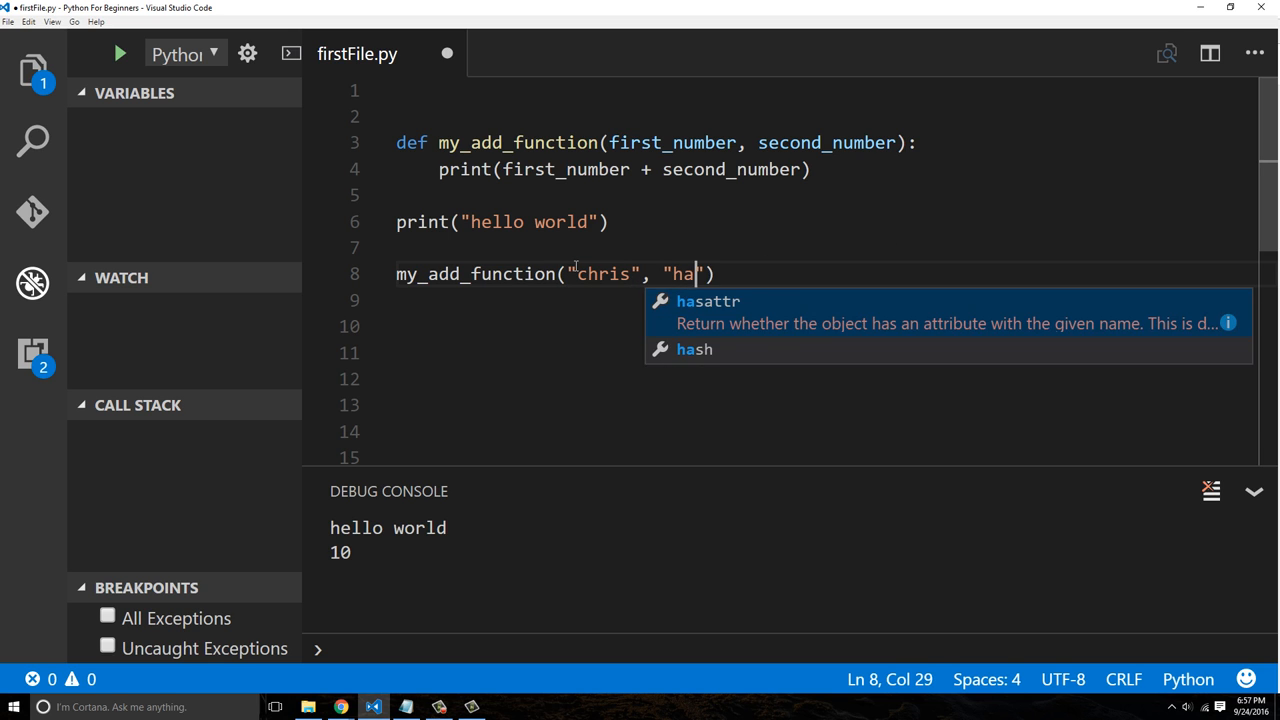 • firstFile.py - Python For Beginners - Visual Studio Code
File Edit View Go Help
1
Python
firstFile.py
VARIABLES
WATCH
CALL STACK
BREAKPOINTS
All Exceptions
Uncaught Exceptions
2
1
2
3 def my_add_function(first_number, second_number):
4 print(first_number + second_number)
5
6 print("hello world")
7
8 my_add_function("chris", "ha")
9
10
11
12
13
14
15
hasattr
Return whether the object has an attribute with the given name. This is d...
hash
DEBUG CONSOLE
hello world
10
0 0 Ln 8, Col 29 Spaces: 4 UTF-8 CRLF Python
I'm Cortana. Ask me anything.
6:57 PM
9/24/2016